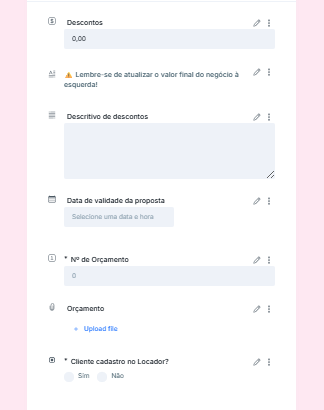 Descontos
0,00
⚠ Lembre-se de atualizar o valor final do negócio à
esquerda!
Descritivo de descontos
Data de validade da proposta
Selecione uma data e hora
* Nº de Orçamento
0
Orçamento
+ Upload file
* Cliente cadastro no Locador?
Sim Não